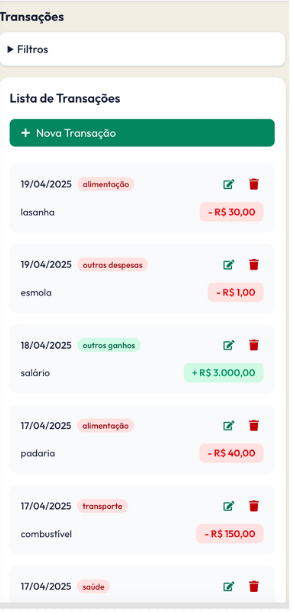 Transações
Filtros
Lista de Transações
+ Nova Transação
19/04/2025 alimentação
lasanha - R$ 30,00
19/04/2025 outras despesas
esmola - R$ 1,00
18/04/2025 outros ganhos
salário + R$ 3.000,00
17/04/2025 alimentação
padaria - R$ 40,00
17/04/2025 transporte
combustível - R$ 150,00
17/04/2025 saúde